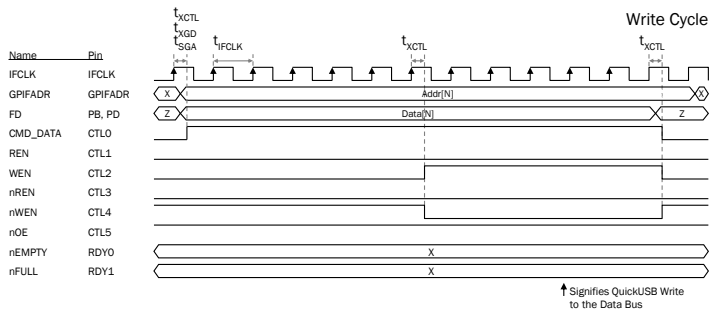 Write Cycle
tXCTL
tXGD
tSGA
tIFCLK
tXCTL
tXCTL
Name Pin
IFCLK IFCLK
GPIFADR GPIFADR X Addr[N] X
FD PB, PD Z Data[N] Z
CMD_DATA CTL0
REN CTL1
WEN CTL2
nREN CTL3
nWEN CTL4
nOE CTL5
nEMPTY RDY0 X
nFULL RDY1 X
Signifies QuickUSB Write
to the Data Bus